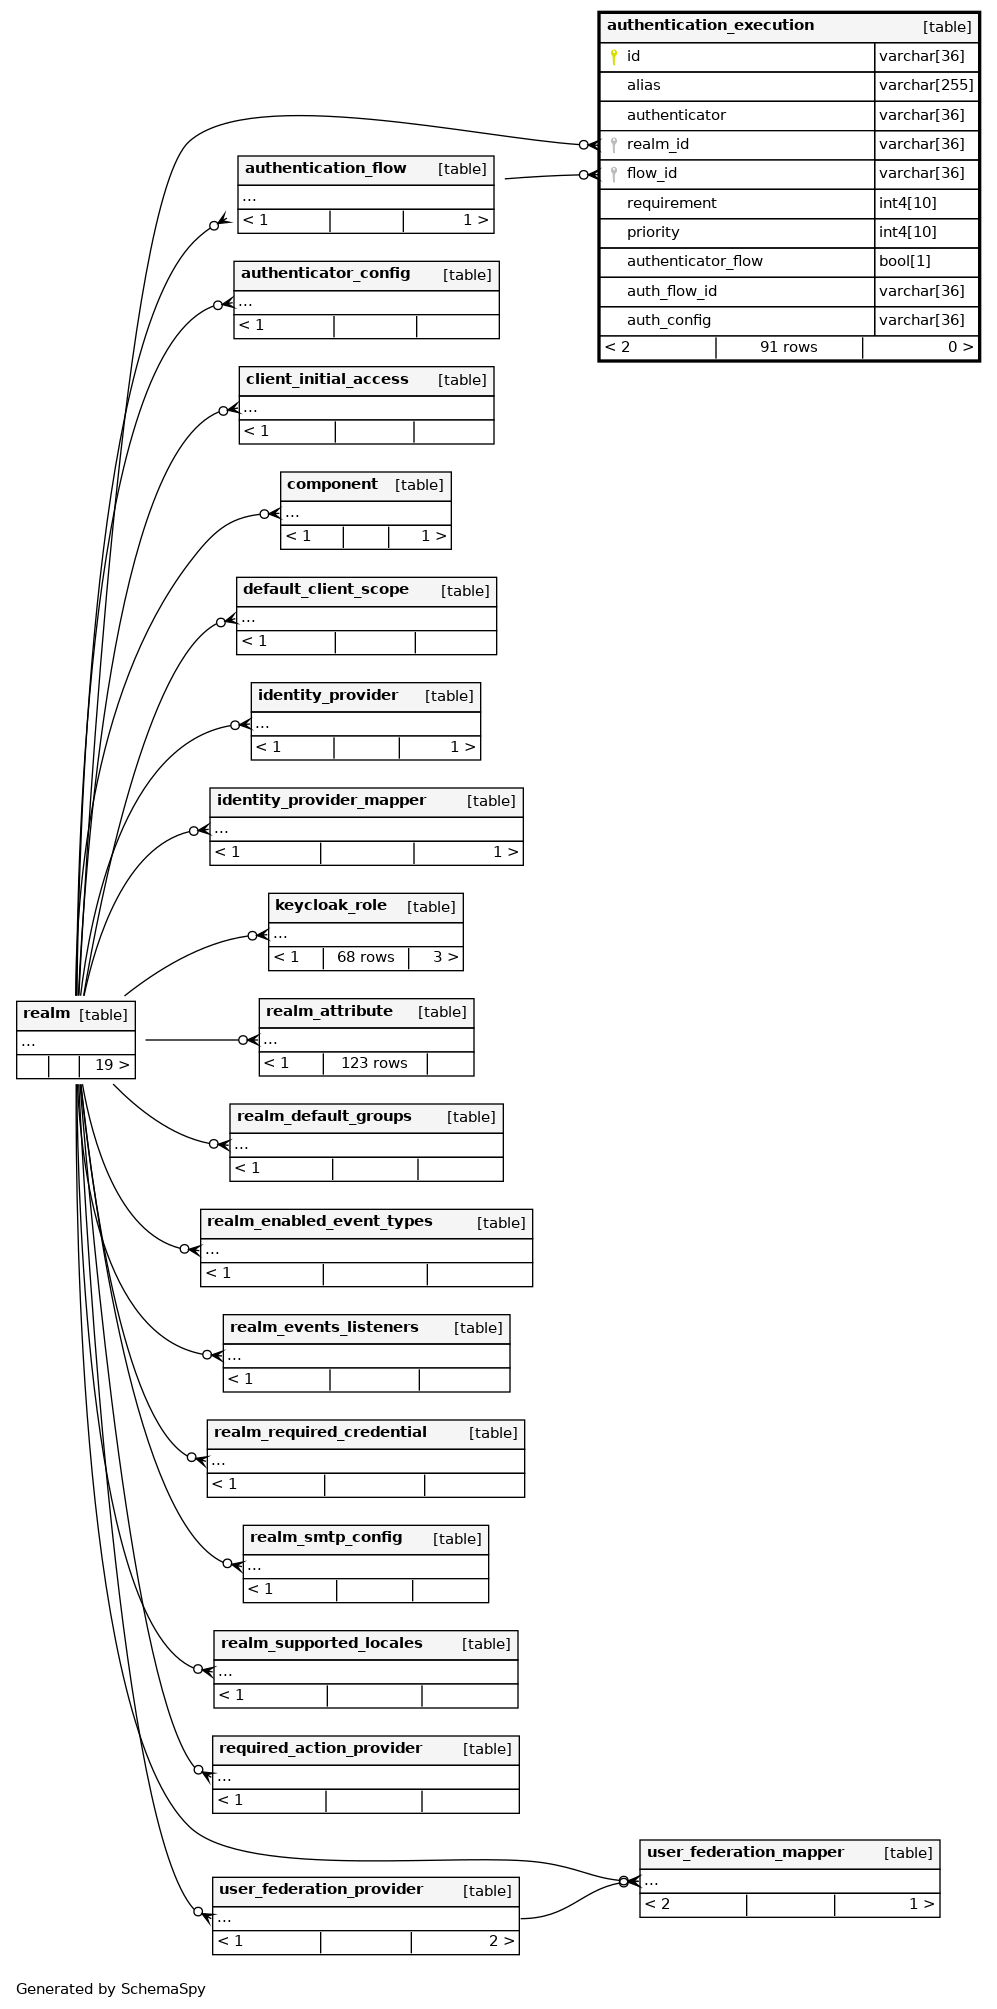 authentication_execution [table]
id varchar[36]
alias varchar[255]
authenticator varchar[36]
realm_id varchar[36]
flow_id varchar[36]
requirement int4[10]
priority int4[10]
authenticator_flow bool[1]
auth_flow_id varchar[36]
auth_config varchar[36]
< 2 91 rows 0 >
authentication_flow [table]
...
< 1 1 >
authenticator_config [table]
...
< 1
client_initial_access [table]
...
< 1
component [table]
...
< 1 1 >
default_client_scope [table]
...
< 1
identity_provider [table]
...
< 1 1 >
identity_provider_mapper [table]
...
< 1 1 >
keycloak_role [table]
...
< 1 68 rows 3 >
realm [table]
...
19 >
realm_attribute [table]
...
< 1 123 rows
realm_default_groups [table]
...
< 1
realm_enabled_event_types [table]
...
< 1
realm_events_listeners [table]
...
< 1
realm_required_credential [table]
...
< 1
realm_smtp_config [table]
...
< 1
realm_supported_locales [table]
...
< 1
required_action_provider [table]
...
< 1
user_federation_mapper [table]
...
< 2 1 >
user_federation_provider [table]
...
< 1 2 >
Generated by SchemaSpy